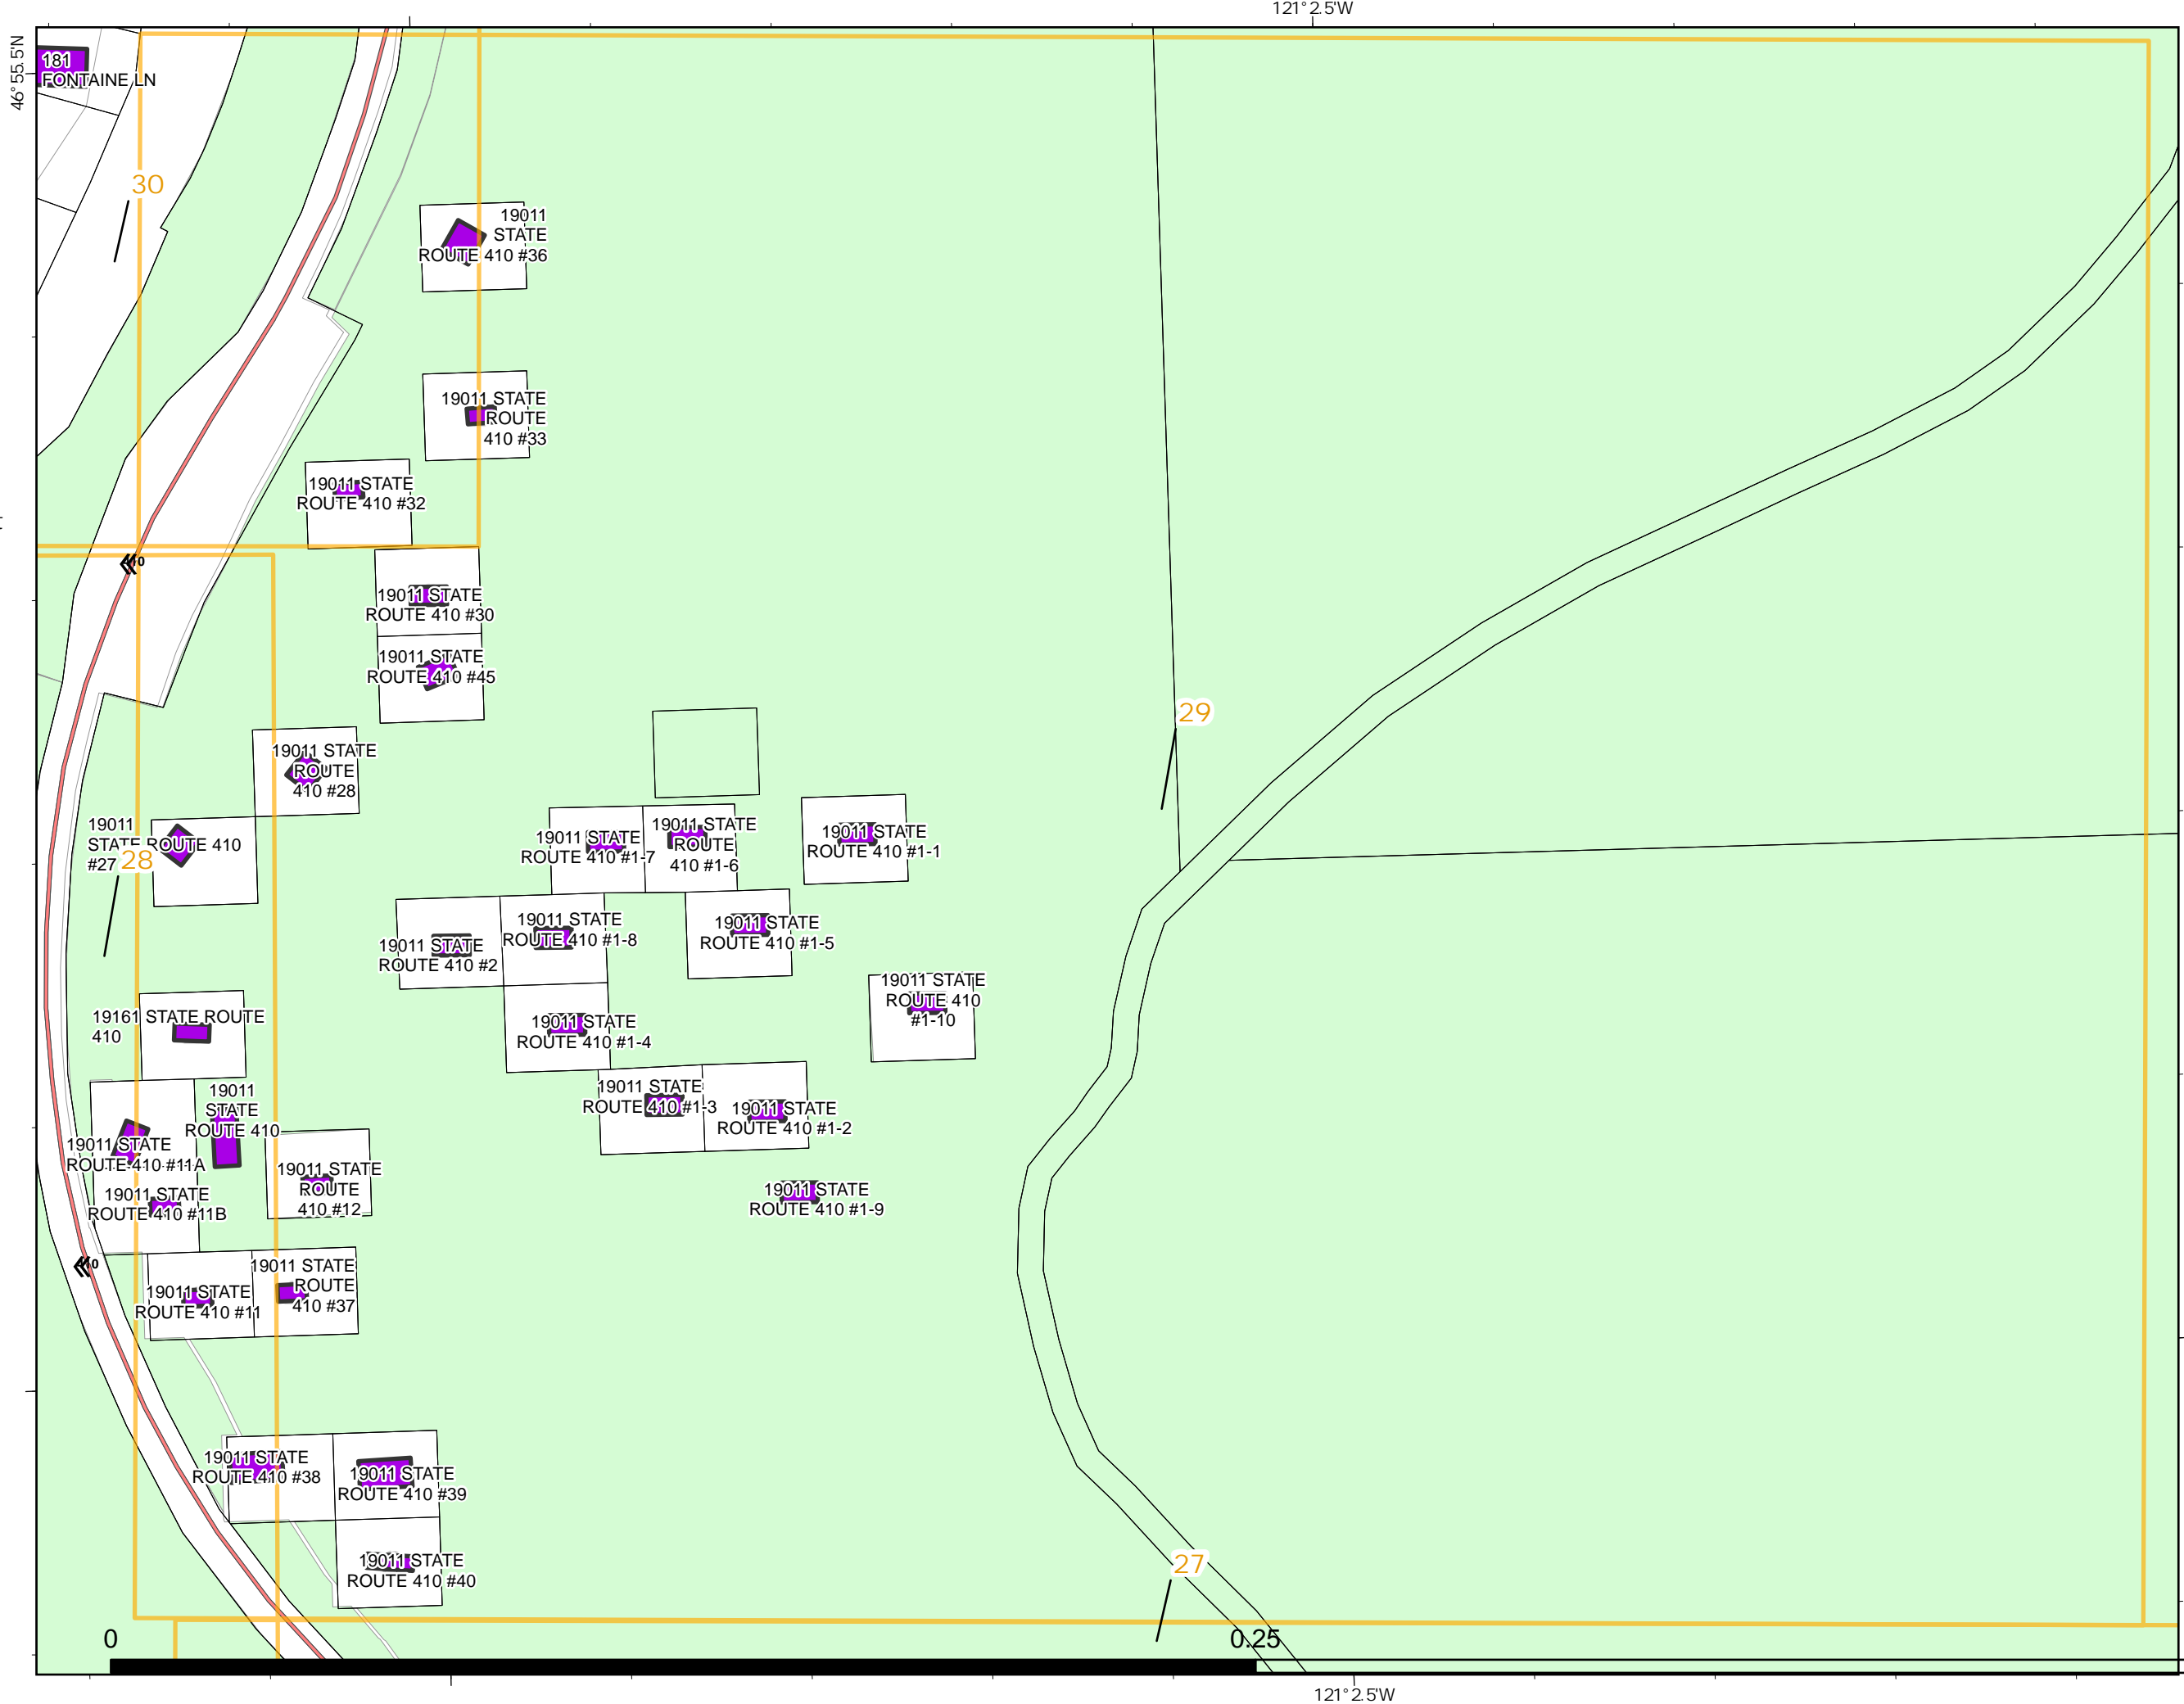 121°2.5'W
46°55.5'N
181
FONTAINE LN
30
19011
STATE
ROUTE 410 #36
19011 STATE
ROUTE
410 #33
19011 STATE
ROUTE 410 #32
19011 STATE
ROUTE 410 #30
19011 STATE
ROUTE 410 #45
29
19011 STATE
ROUTE
410 #28
19011
STATE ROUTE 410
#27
28
19011 STATE
ROUTE 410 #1-7
19011 STATE
ROUTE
410 #1-6
19011 STATE
ROUTE 410 #1-1
19011 STATE
ROUTE 410 #2
19011 STATE
ROUTE 410 #1-8
19011 STATE
ROUTE 410 #1-5
19011 STATE
ROUTE 410
#1-10
19161 STATE ROUTE
410
19011 STATE
ROUTE 410 #1-4
19011
STATE
ROUTE 410
19011 STATE
ROUTE 410 #1-3
19011 STATE
ROUTE 410 #1-2
19011 STATE
ROUTE 410 #11A
19011 STATE
ROUTE 410 #11B
19011 STATE
ROUTE
410 #12
19011 STATE
ROUTE 410 #1-9
19011 STATE
ROUTE 410 #11
19011 STATE
ROUTE
410 #37
19011 STATE
ROUTE 410 #38
19011 STATE
ROUTE 410 #39
19011 STATE
ROUTE 410 #40
27
0
0.25
121°2.5'W